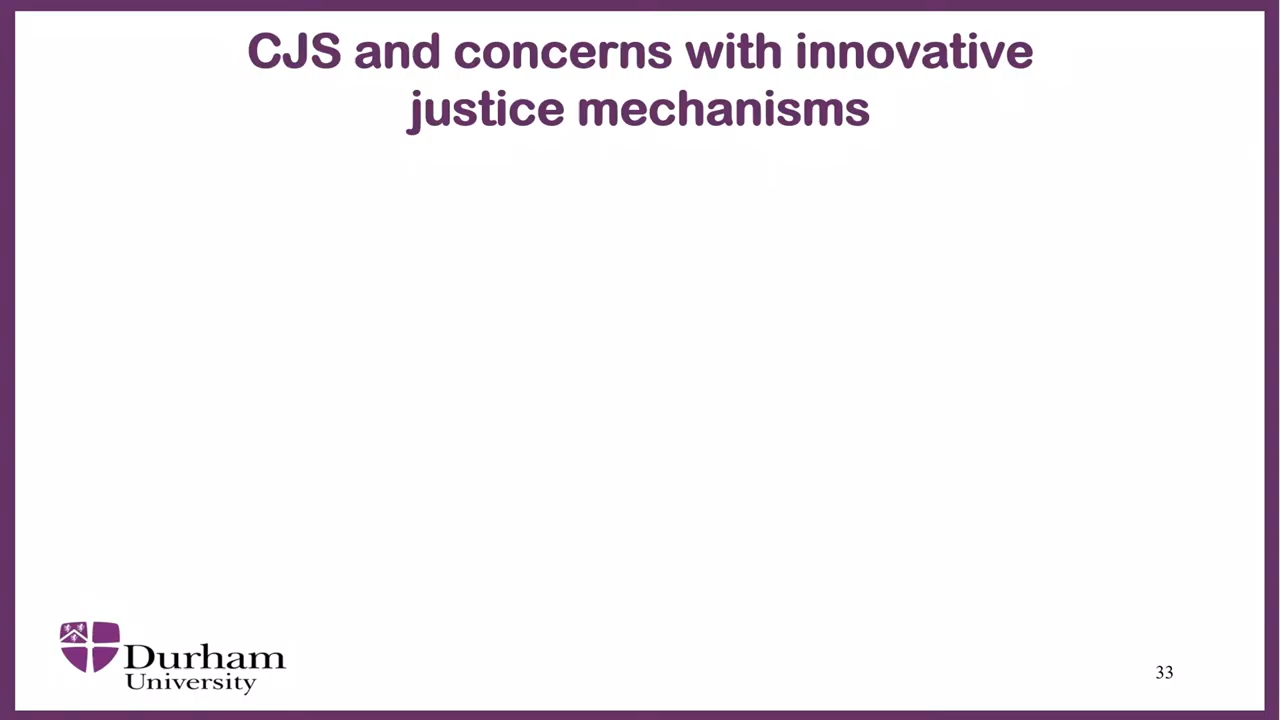 CJS and concerns with innovative
justice mechanisms
Durham
University
33